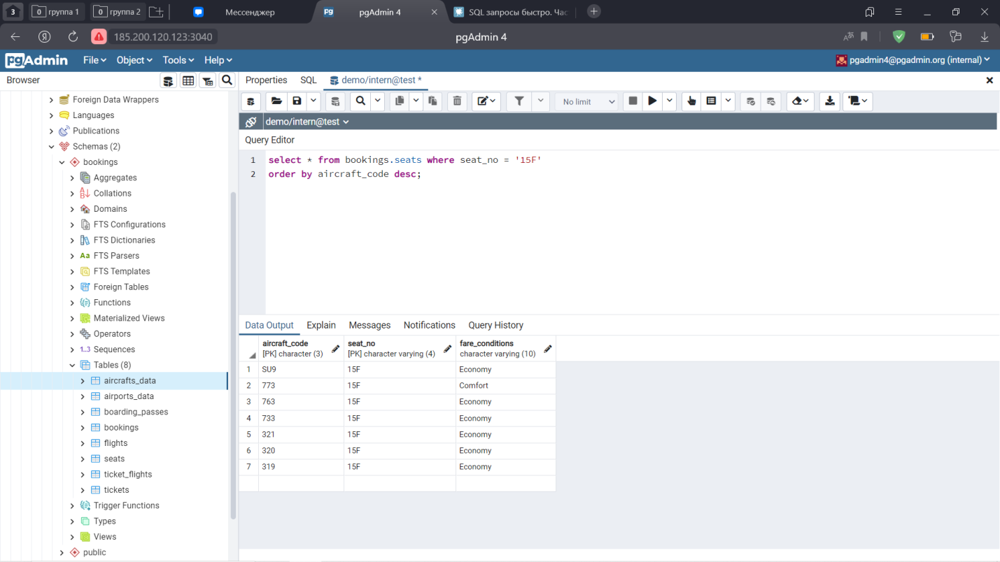 3
0 группа 1
0 группа 2
Мессенджер
pgAdmin 4
SQL запросы быстро. Час
185.200.120.123:3040
pgAdmin 4
pgAdmin
File
Object
Tools
Help
pgadmin4@pgadmin.org (internal)
Browser
Properties
SQL
demo/intern@test *
No limit
demo/intern@test
Query Editor
1 select * from bookings.seats where seat_no = '15F'
2 order by aircraft_code desc;
Foreign Data Wrappers
Languages
Publications
Schemas (2)
bookings
Aggregates
Collations
Domains
FTS Configurations
FTS Dictionaries
Aa FTS Parsers
FTS Templates
Foreign Tables
Functions
Materialized Views
Operators
1..3 Sequences
Tables (8)
aircrafts_data
airports_data
boarding_passes
bookings
flights
seats
ticket_flights
tickets
Trigger Functions
Types
Views
public
Data Output
Explain
Messages
Notifications
Query History
aircraft_code
[PK] character (3)
seat_no
[PK] character varying (4)
fare_conditions
character varying (10)
1 SU9 15F Economy
2 773 15F Comfort
3 763 15F Economy
4 733 15F Economy
5 321 15F Economy
6 320 15F Economy
7 319 15F Economy